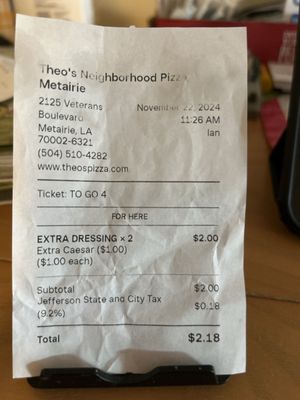 Theo's Neighborhood Pizza
Metairie
2125 Veterans
Boulevard
Metairie, LA
70002-6321
(504) 510-4282
www.theospizza.com
November 22, 2024
11:26 AM
Ian
Ticket: TO GO 4
FOR HERE
EXTRA DRESSING × 2 $2.00
Extra Caesar ($1.00)
($1.00 each)
Subtotal $2.00
Jefferson State and City Tax $0.18
(9.2%)
Total $2.18